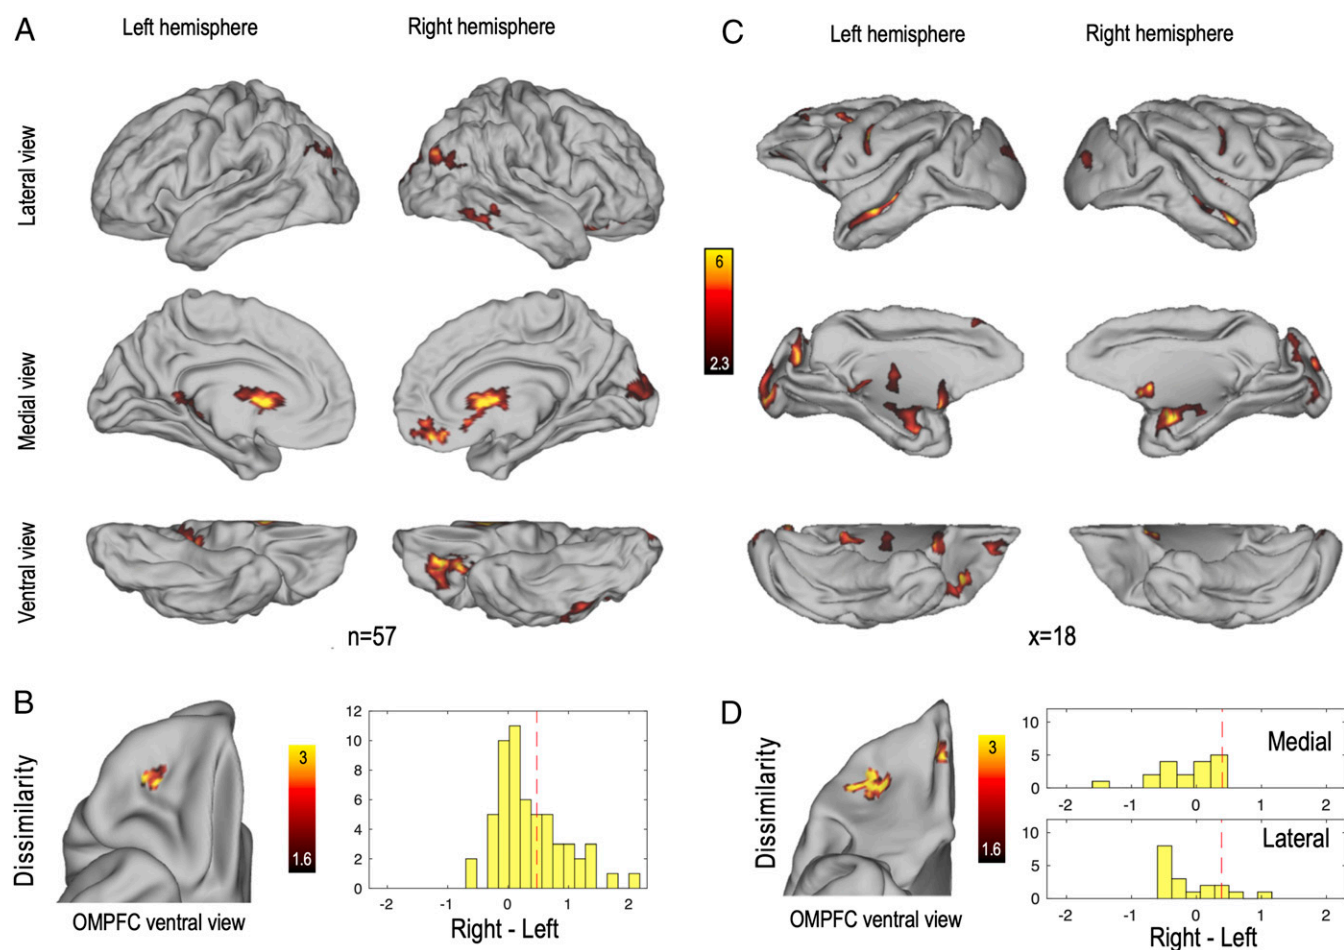 A
Left hemisphere
Right hemisphere
Lateral view
Medial view
Ventral view
n=57
C
Left hemisphere
Right hemisphere
6
2.3
x=18
B
Dissimilarity
3
1.6
OMPFC ventral view
12
10
8
6
4
2
0
-2 -1 0 1 2
Right - Left
D
Dissimilarity
3
1.6
OMPFC ventral view
10
5
0
Medial
-2 -1 0 1 2
10
5
0
Lateral
-2 -1 0 1 2
Right - Left